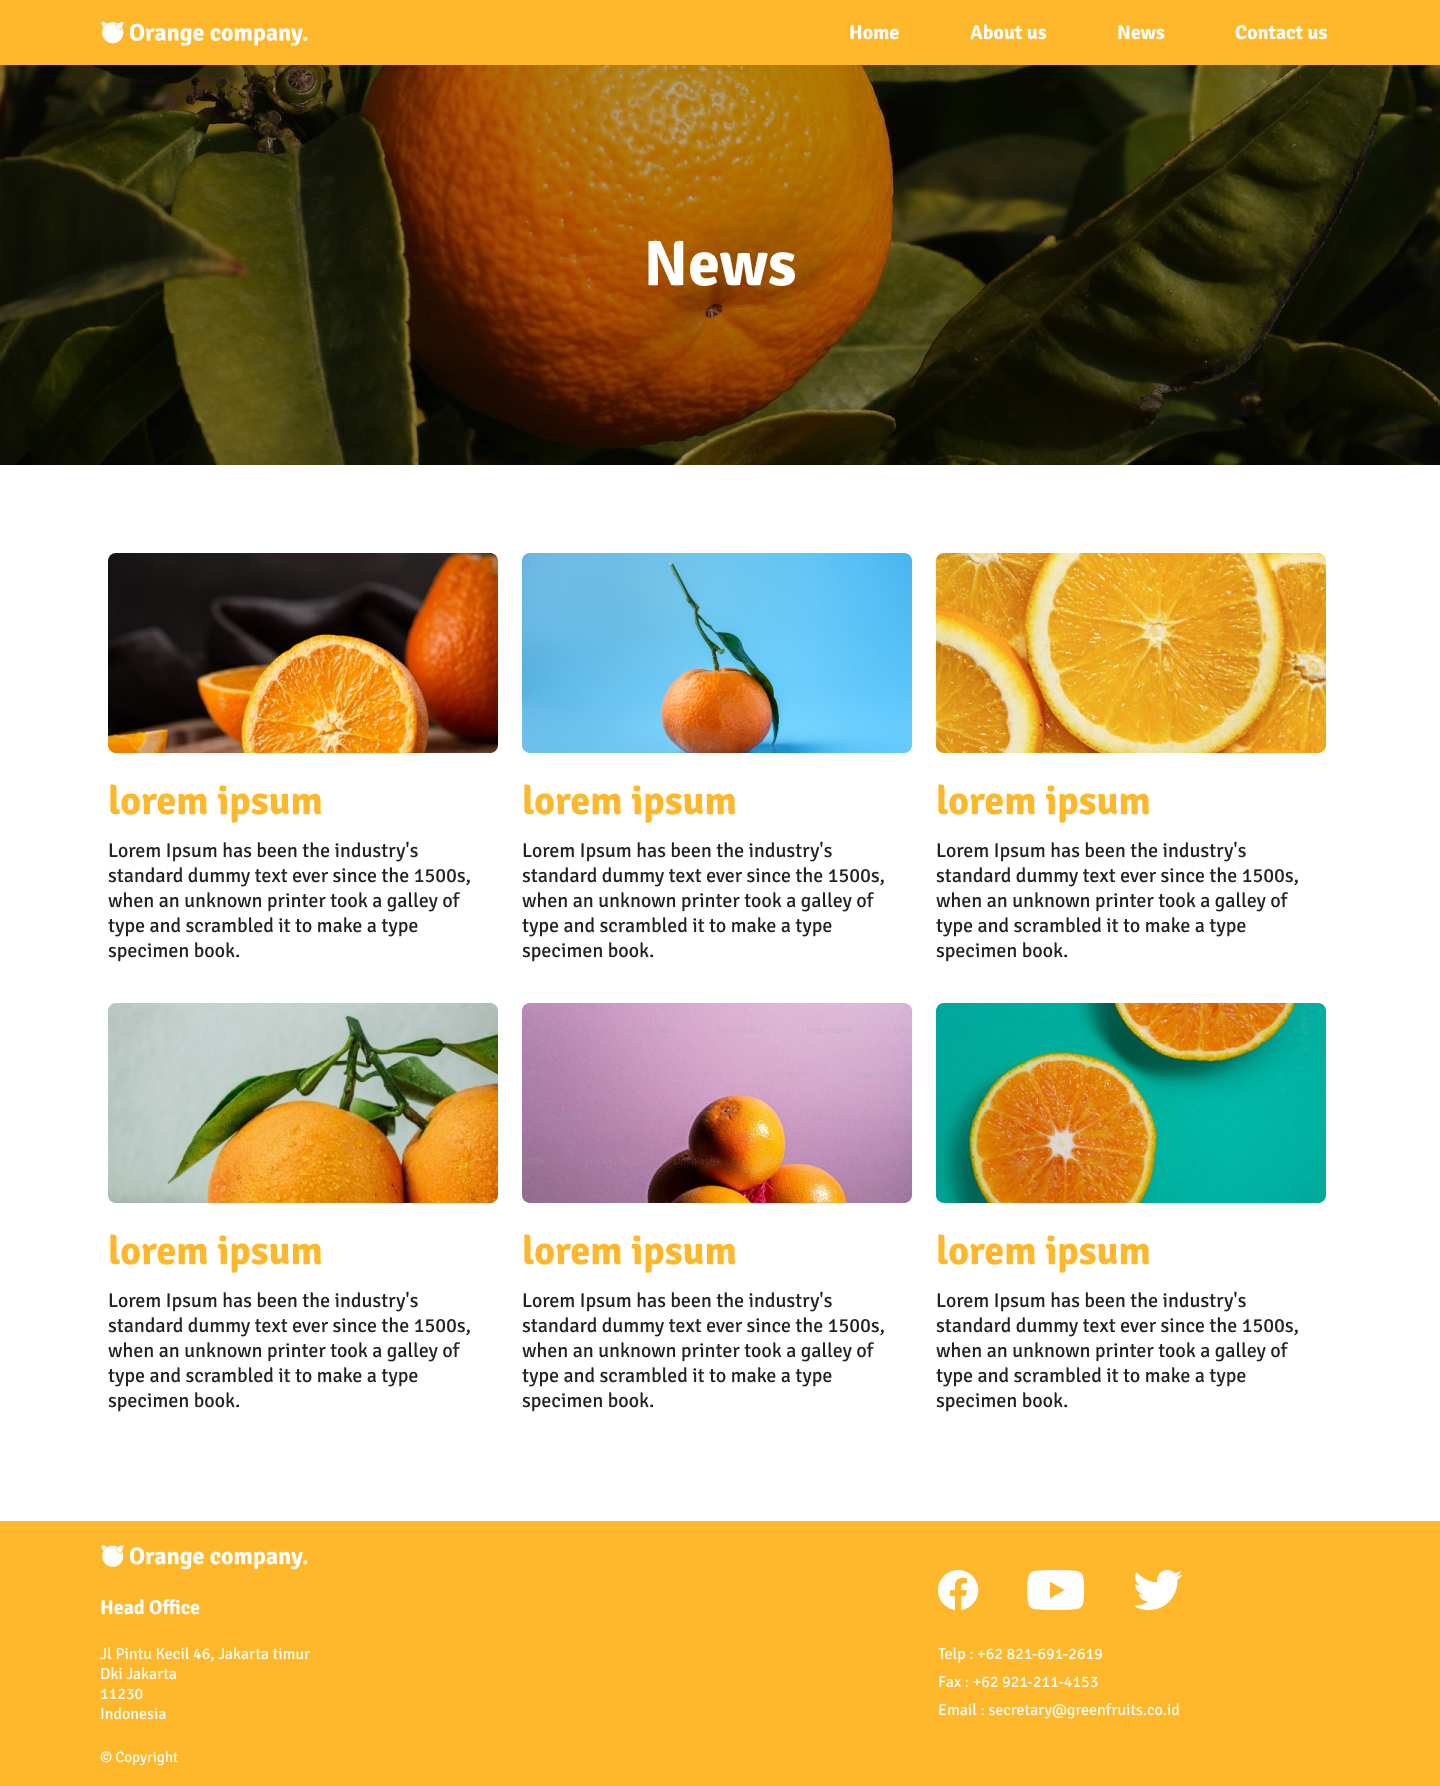 Orange company.
Home
About us
News
Contact us
News
lorem ipsum
Lorem Ipsum has been the industry's
standard dummy text ever since the 1500s,
when an unknown printer took a galley of
type and scrambled it to make a type
specimen book.
lorem ipsum
Lorem Ipsum has been the industry's
standard dummy text ever since the 1500s,
when an unknown printer took a galley of
type and scrambled it to make a type
specimen book.
lorem ipsum
Lorem Ipsum has been the industry's
standard dummy text ever since the 1500s,
when an unknown printer took a galley of
type and scrambled it to make a type
specimen book.
lorem ipsum
Lorem Ipsum has been the industry's
standard dummy text ever since the 1500s,
when an unknown printer took a galley of
type and scrambled it to make a type
specimen book.
lorem ipsum
Lorem Ipsum has been the industry's
standard dummy text ever since the 1500s,
when an unknown printer took a galley of
type and scrambled it to make a type
specimen book.
lorem ipsum
Lorem Ipsum has been the industry's
standard dummy text ever since the 1500s,
when an unknown printer took a galley of
type and scrambled it to make a type
specimen book.
Orange company.
Head Office
Jl Pintu Kecil 46, Jakarta timur
Dki Jakarta
11230
Indonesia
© Copyright
Telp : +62 821-691-2619
Fax : +62 921-211-4153
Email : secretary@greenfruits.co.id